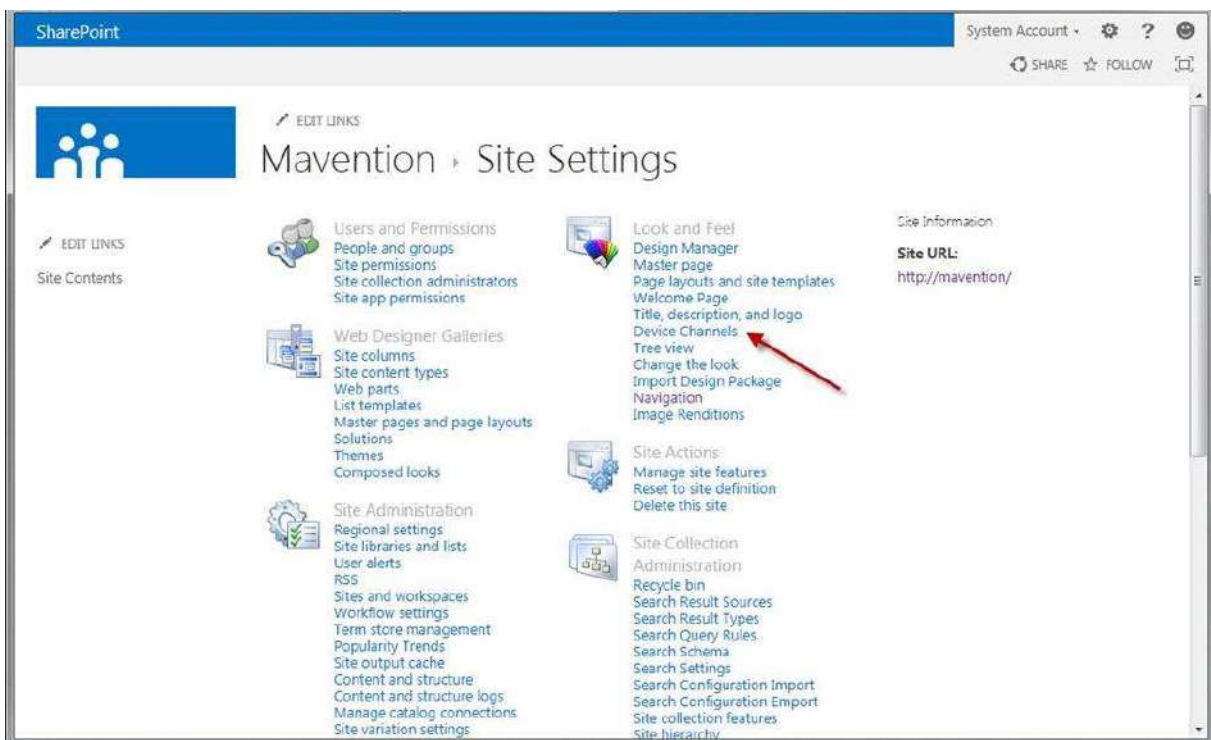 SharePoint
System Account
?
SHARE FOLLOW
EDIT LINKS
Mavention ▸ Site Settings
EDIT LINKS
Site Contents
Users and Permissions
People and groups
Site permissions
Site collection administrators
Site app permissions
Web Designer Galleries
Site columns
Site content types
Web parts
List templates
Master pages and page layouts
Solutions
Themes
Composed looks
Site Administration
Regional settings
Site libraries and lists
User alerts
RSS
Sites and workspaces
Workflow settings
Term store management
Popularity Trends
Site output cache
Content and structure
Content and structure logs
Manage catalog connections
Site variation settings
Look and Feel
Design Manager
Master page
Page layouts and site templates
Welcome Page
Title, description, and logo
Device Channels
Tree view
Change the look
Import Design Package
Navigation
Image Renditions
Site Actions
Manage site features
Reset to site definition
Delete this site
Site Collection
Administration
Recycle bin
Search Result Sources
Search Result Types
Search Query Rules
Search Schema
Search Settings
Search Configuration Import
Search Configuration Emport
Site collection features
Site hierarchy
Site Information
Site URL:
http://mavention/